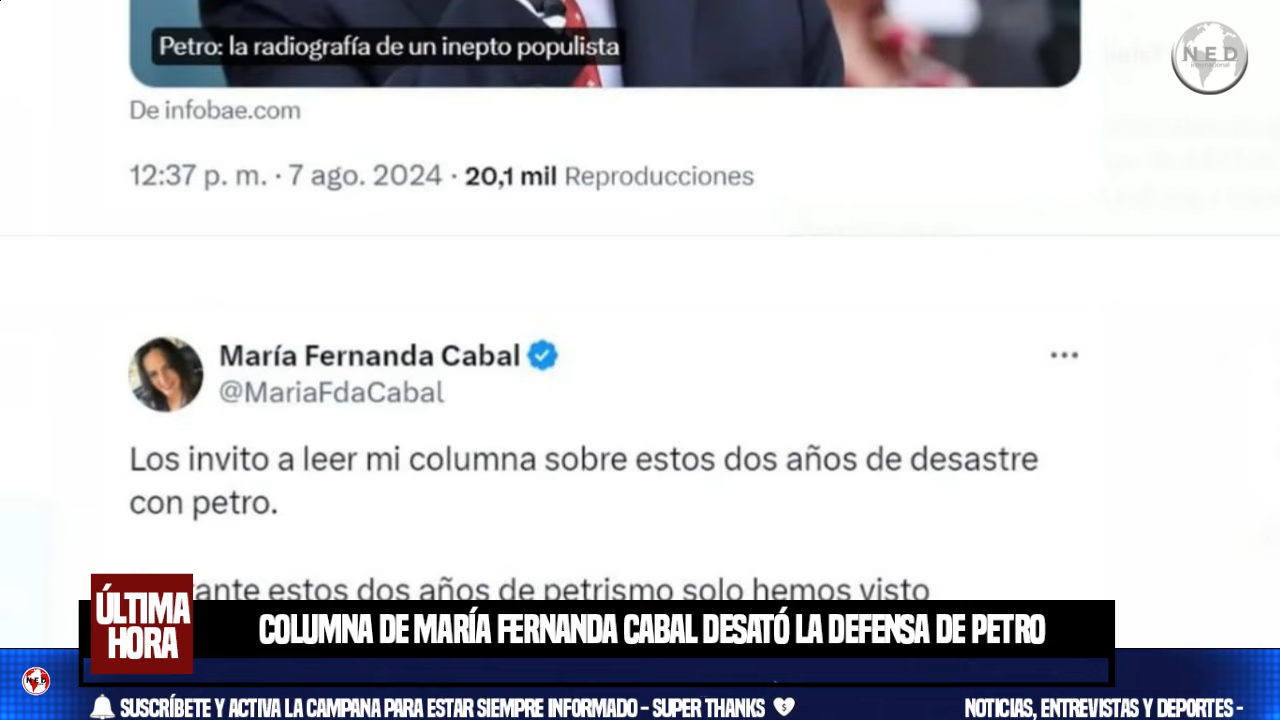 Petro: la radiografía de un inepto populista
N E D
international
De infobae.com
12:37 p. m. · 7 ago. 2024 · 20,1 mil Reproducciones
María Fernanda Cabal
@MariaFdaCabal
Los invito a leer mi columna sobre estos dos años de desastre
con petro.
estos dos años de petrismo solo hemos visto
ÚLTIMA
HORA
COLUMNA DE MARÍA FERNANDA CABAL DESATÓ LA DEFENSA DE PETRO
N E D
SUSCRÍBETE Y ACTIVA LA CAMPANA PARA ESTAR SIEMPRE INFORMADO - SUPER THANKS
NOTICIAS, ENTREVISTAS Y DEPORTES -